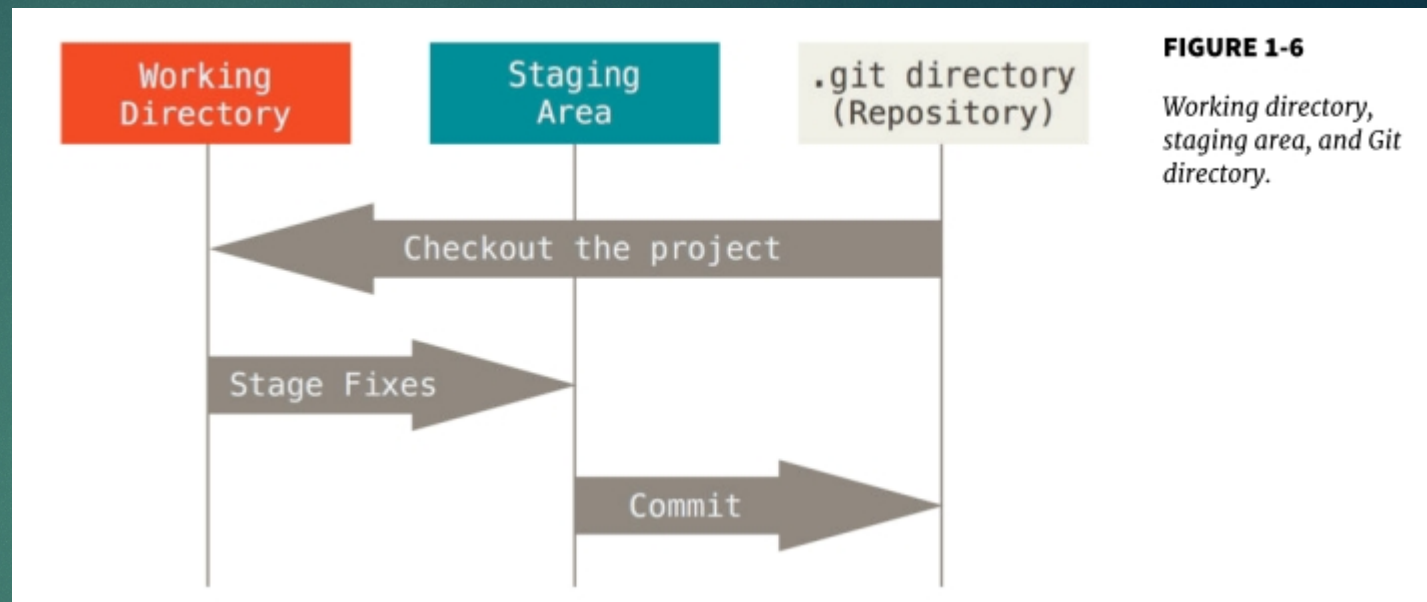 Working
Directory
Staging
Area
.git directory
(Repository)
FIGURE 1-6
Working directory,
staging area, and Git
directory.
Checkout the project
Stage Fixes
Commit